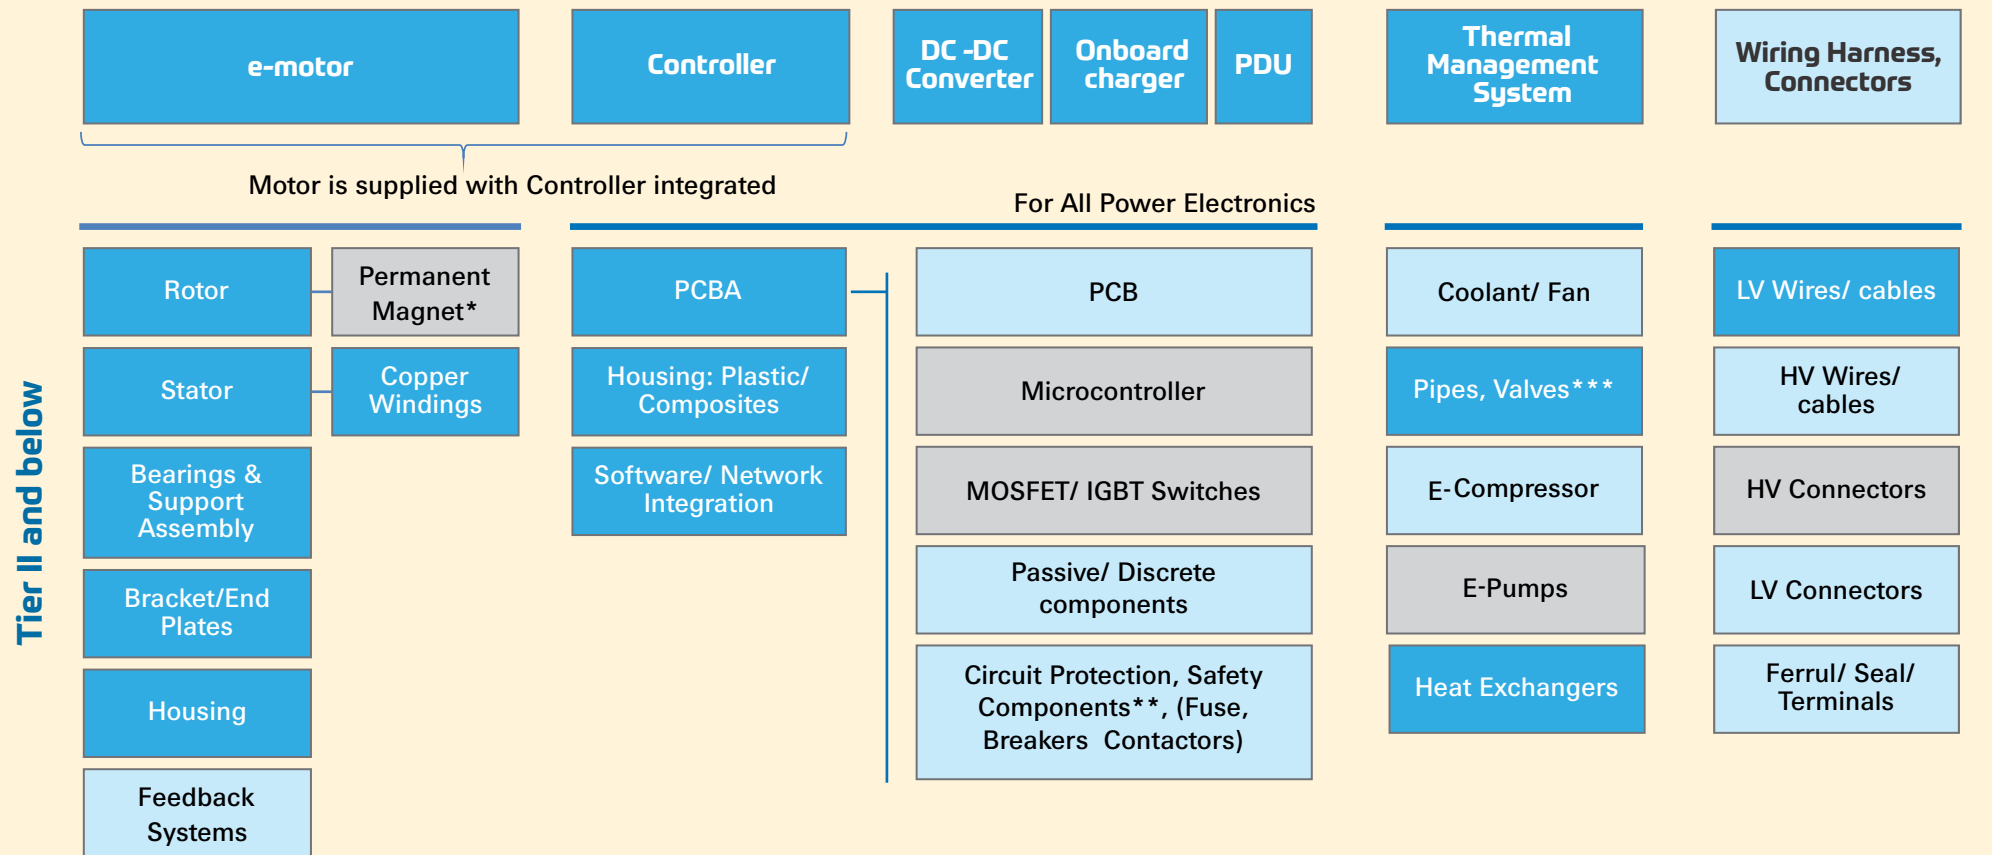 e-motor
Controller
DC -DC
Converter
Onboard
charger
PDU
Thermal
Management
System
Wiring Harness,
Connectors
Motor is supplied with Controller integrated
For All Power Electronics
Tier II and below
Rotor
Permanent
Magnet*
Stator
Copper
Windings
Bearings &
Support
Assembly
Bracket/End
Plates
Housing
Feedback
Systems
PCBA
Housing: Plastic/
Composites
Software/ Network
Integration
PCB
Microcontroller
MOSFET/ IGBT Switches
Passive/ Discrete
components
Circuit Protection, Safety
Components**, (Fuse,
Breakers  Contactors)
Coolant/ Fan
Pipes, Valves***
E-Compressor
E-Pumps
Heat Exchangers
LV Wires/ cables
HV Wires/
cables
HV Connectors
LV Connectors
Ferrul/ Seal/
Terminals